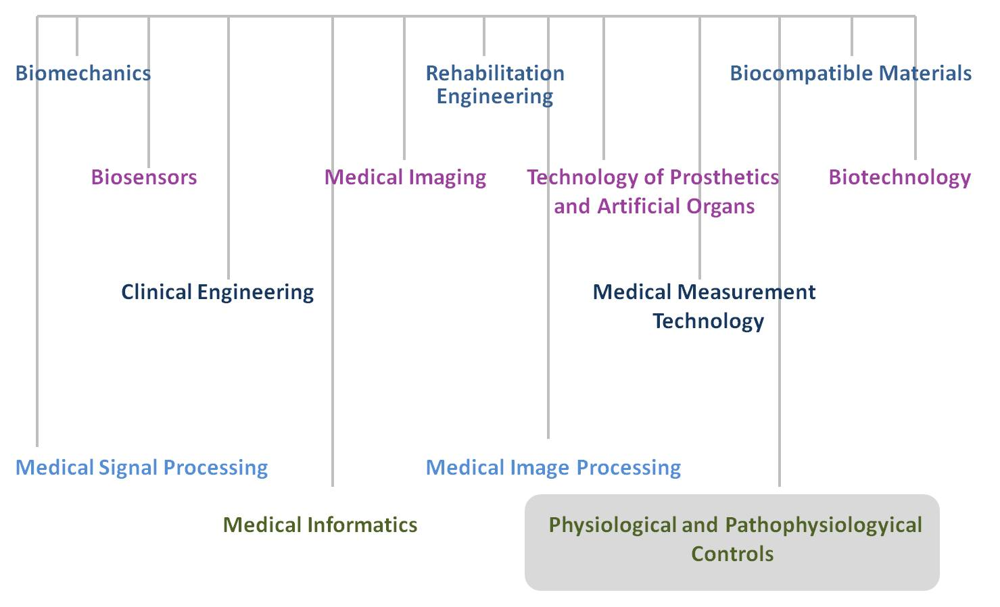 Biomechanics
Rehabilitation
Engineering
Biocompatible Materials
Biosensors
Medical Imaging
Technology of Prosthetics
and Artificial Organs
Biotechnology
Clinical Engineering
Medical Measurement
Technology
Medical Signal Processing
Medical Image Processing
Medical Informatics
Physiological and Pathophysiologyical
Controls